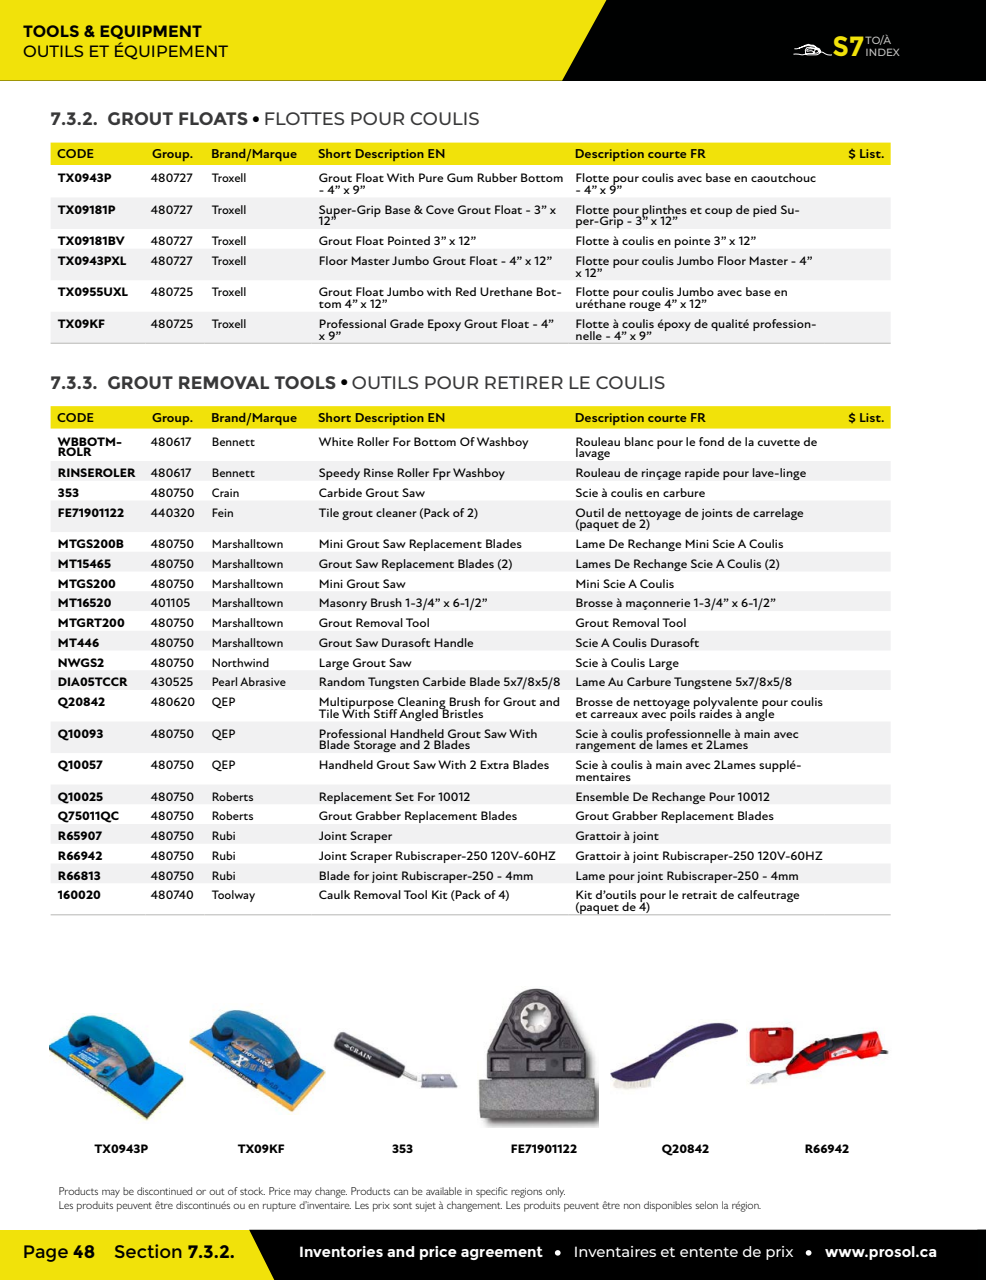 TOOLS & EQUIPMENT
OUTILS ET ÉQUIPEMENT
S7 TO/À INDEX
7.3.2. GROUT FLOATS • FLOTTES POUR COULIS
CODE Group. Brand/Marque Short Description EN Description courte FR $ List.
TX0943P 480727 Troxell Grout Float With Pure Gum Rubber Bottom Flotte pour coulis avec base en caoutchouc
- 4” x 9” - 4” x 9”
TX09181P 480727 Troxell Super-Grip Base & Cove Grout Float - 3” x Flotte pour plinthes et coup de pied Su-
12” per-Grip - 3” x 12”
TX09181BV 480727 Troxell Grout Float Pointed 3” x 12” Flotte à coulis en pointe 3” x 12”
TX0943PXL 480727 Troxell Floor Master Jumbo Grout Float - 4” x 12” Flotte pour coulis Jumbo Floor Master - 4”
x 12”
TX0955UXL 480725 Troxell Grout Float Jumbo with Red Urethane Bot- Flotte pour coulis Jumbo avec base en
tom 4” x 12” uréthane rouge 4” x 12”
TX09KF 480725 Troxell Professional Grade Epoxy Grout Float - 4” Flotte à coulis époxy de qualité profession-
x 9” nelle - 4” x 9”
7.3.3. GROUT REMOVAL TOOLS • OUTILS POUR RETIRER LE COULIS
CODE Group. Brand/Marque Short Description EN Description courte FR $ List.
WBBOTM- 480617 Bennett White Roller For Bottom Of Washboy Rouleau blanc pour le fond de la cuvette de
ROLR lavage
RINSEROLER 480617 Bennett Speedy Rinse Roller Fpr Washboy Rouleau de rinçage rapide pour lave-linge
353 480750 Crain Carbide Grout Saw Scie à coulis en carbure
FE71901122 440320 Fein Tile grout cleaner (Pack of 2) Outil de nettoyage de joints de carrelage
(paquet de 2)
MTGS200B 480750 Marshalltown Mini Grout Saw Replacement Blades Lame De Rechange Mini Scie A Coulis
MT15465 480750 Marshalltown Grout Saw Replacement Blades (2) Lames De Rechange Scie A Coulis (2)
MTGS200 480750 Marshalltown Mini Grout Saw Mini Scie A Coulis
MT16520 401105 Marshalltown Masonry Brush 1-3/4” x 6-1/2” Brosse à maçonnerie 1-3/4” x 6-1/2”
MTGRT200 480750 Marshalltown Grout Removal Tool Grout Removal Tool
MT446 480750 Marshalltown Grout Saw Durasoft Handle Scie A Coulis Durasoft
NWGS2 480750 Northwind Large Grout Saw Scie à Coulis Large
DIA05TCCR 430525 Pearl Abrasive Random Tungsten Carbide Blade 5x7/8x5/8 Lame Au Carbure Tungstene 5x7/8x5/8
Q20842 480620 QEP Multipurpose Cleaning Brush for Grout and Brosse de nettoyage polyvalente pour coulis
Tile With Stiff Angled Bristles et carreaux avec poils raides à angle
Q10093 480750 QEP Professional Handheld Grout Saw With Scie à coulis professionnelle à main avec
Blade Storage and 2 Blades rangement de lames et 2Lames
Q10057 480750 QEP Handheld Grout Saw With 2 Extra Blades Scie à coulis à main avec 2Lames supplé-
mentaires
Q10025 480750 Roberts Replacement Set For 10012 Ensemble De Rechange Pour 10012
Q75011QC 480750 Roberts Grout Grabber Replacement Blades Grout Grabber Replacement Blades
R65907 480750 Rubi Joint Scraper Grattoir à joint
R66942 480750 Rubi Joint Scraper Rubiscraper-250 120V-60HZ Grattoir à joint Rubiscraper-250 120V-60HZ
R66813 480750 Rubi Blade for joint Rubiscraper-250 - 4mm Lame pour joint Rubiscraper-250 - 4mm
160020 480740 Toolway Caulk Removal Tool Kit (Pack of 4) Kit d’outils pour le retrait de calfeutrage
(paquet de 4)
CRAIN
TX0943P TX09KF 353 FE71901122 Q20842 R66942
Products may be discontinued or out of stock. Price may change. Products can be available in specific regions only.
Les produits peuvent être discontinués ou en rupture d’inventaire. Les prix sont sujet à changement. Les produits peuvent être non disponibles selon la région.
Page 48 Section 7.3.2. Inventories and price agreement • Inventaires et entente de prix • www.prosol.ca